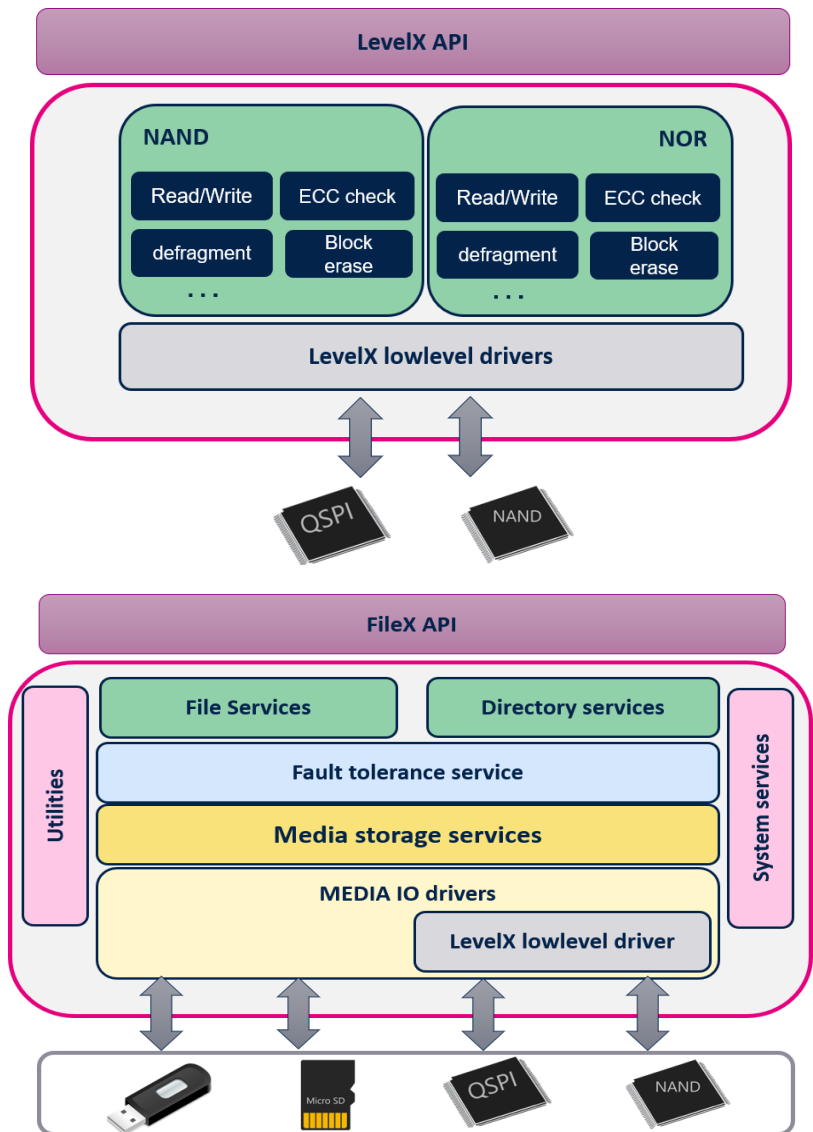 LevelX API
NAND
NOR
Read/Write
ECC check
Read/Write
ECC check
defragment
Block
erase
defragment
Block
erase
...
...
LevelX lowlevel drivers
QSPI
NAND
FileX API
File Services
Directory services
Utilities
System services
Fault tolerance service
Media storage services
MEDIA IO drivers
LevelX lowlevel driver
Micro SD
QSPI
NAND